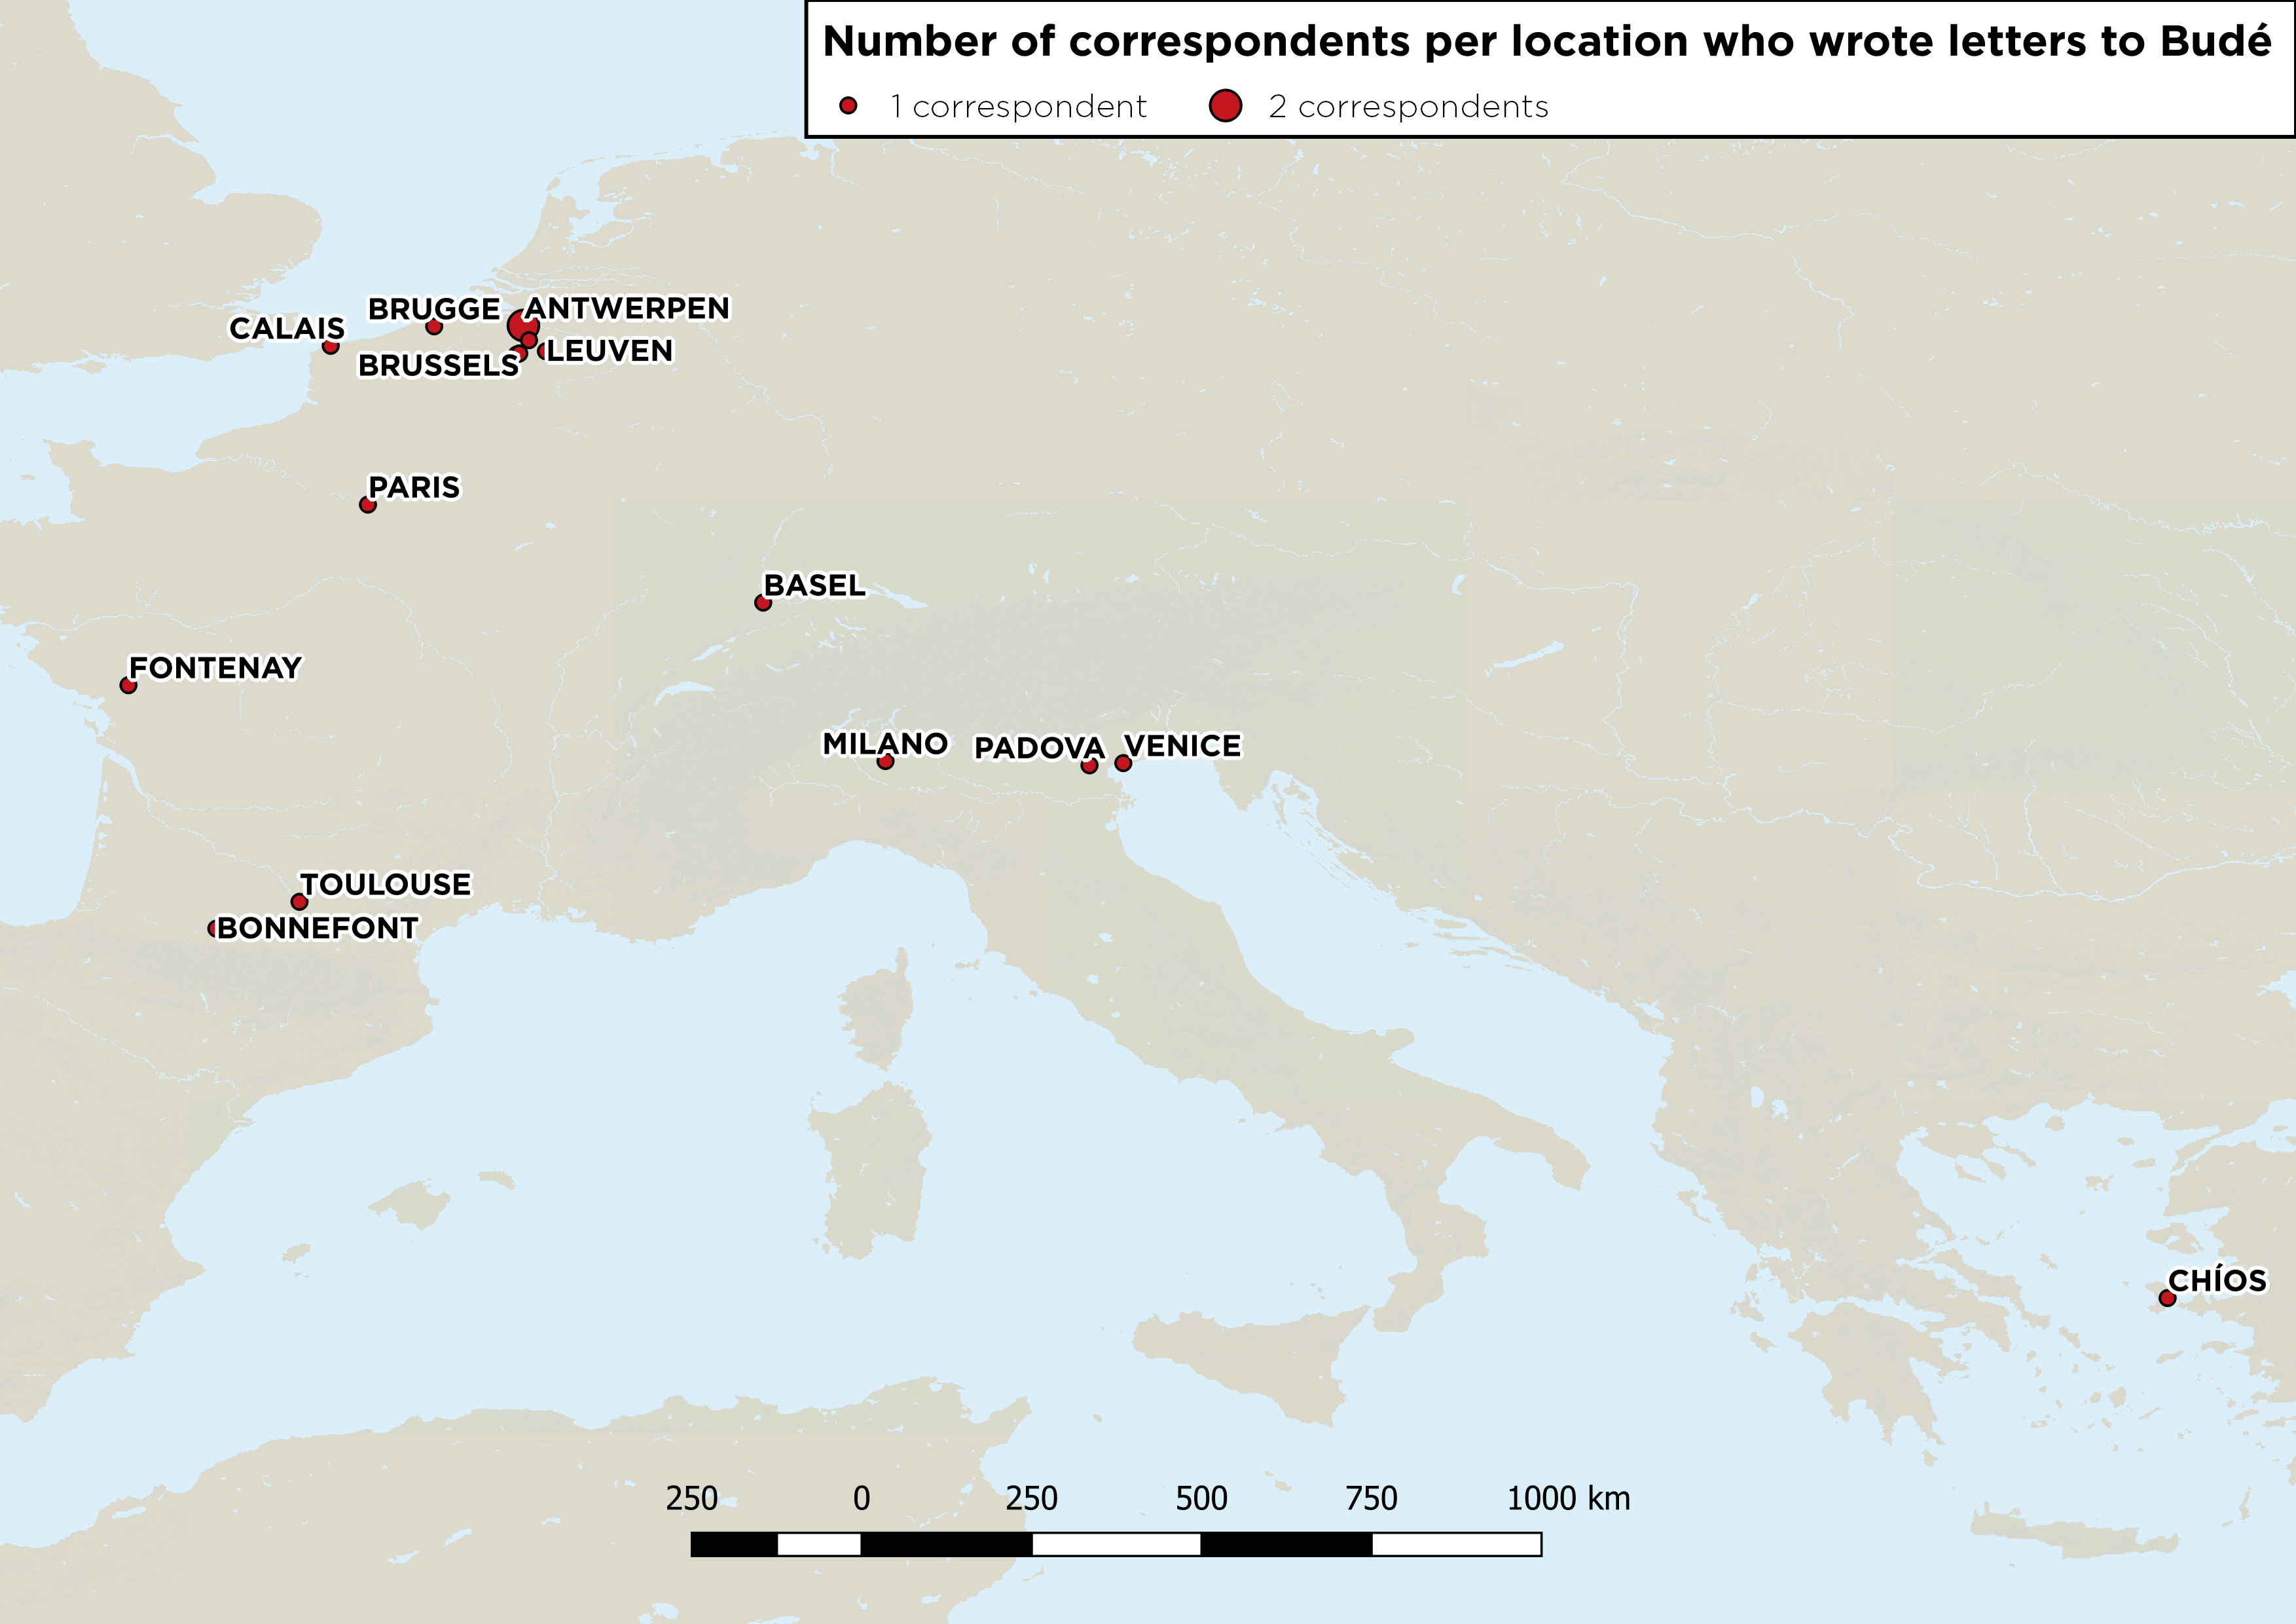 Number of correspondents per location who wrote letters to Budé
1 correspondent 2 correspondents
BRUGGE ANTWERPEN
CALAIS
BRUSSELS LEUVEN
PARIS
BASEL
FONTENAY
MILANO PADOVA VENICE
TOULOUSE
BONNEFONT
CHÍOS
250 0 250 500 750 1000 km